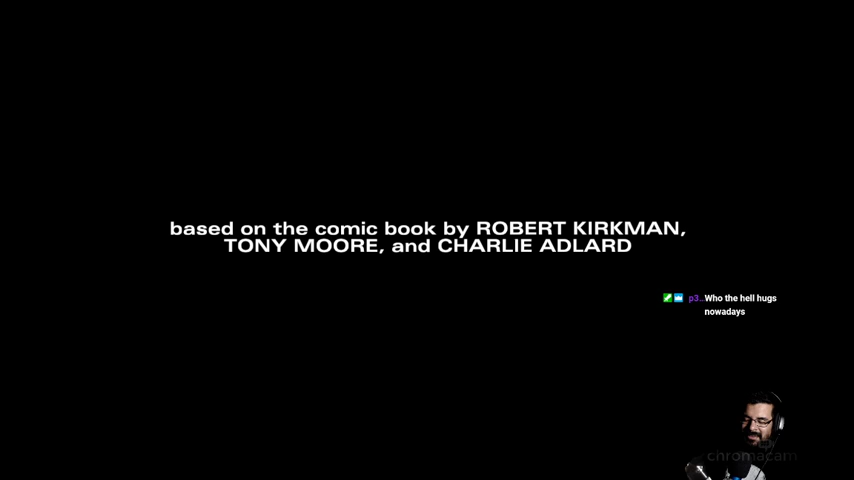 based on the comic book by ROBERT KIRKMAN,
TONY MOORE, and CHARLIE ADLARD
p3..Who the hell hugs
nowadays
chromacam